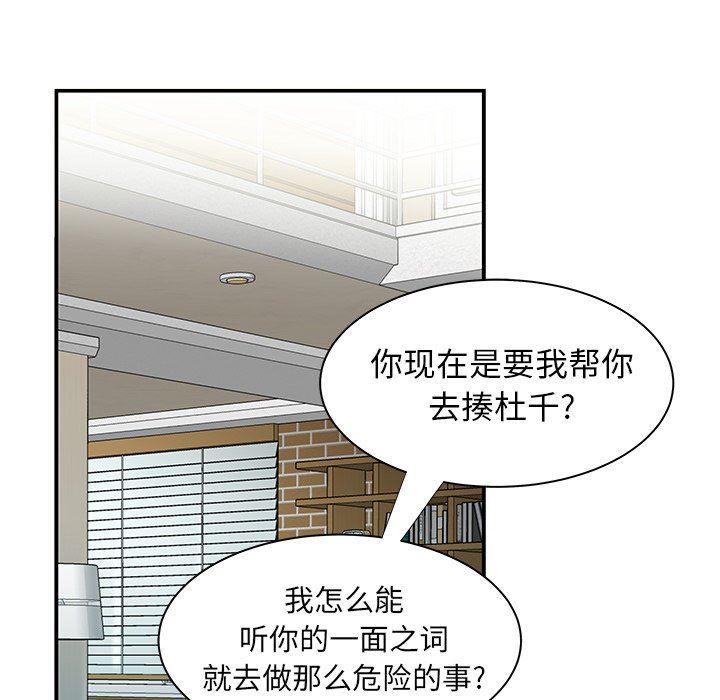 你现在是要我帮你
去揍杜千?
我怎么能
听你的一面之词
就去做那么危险的事?